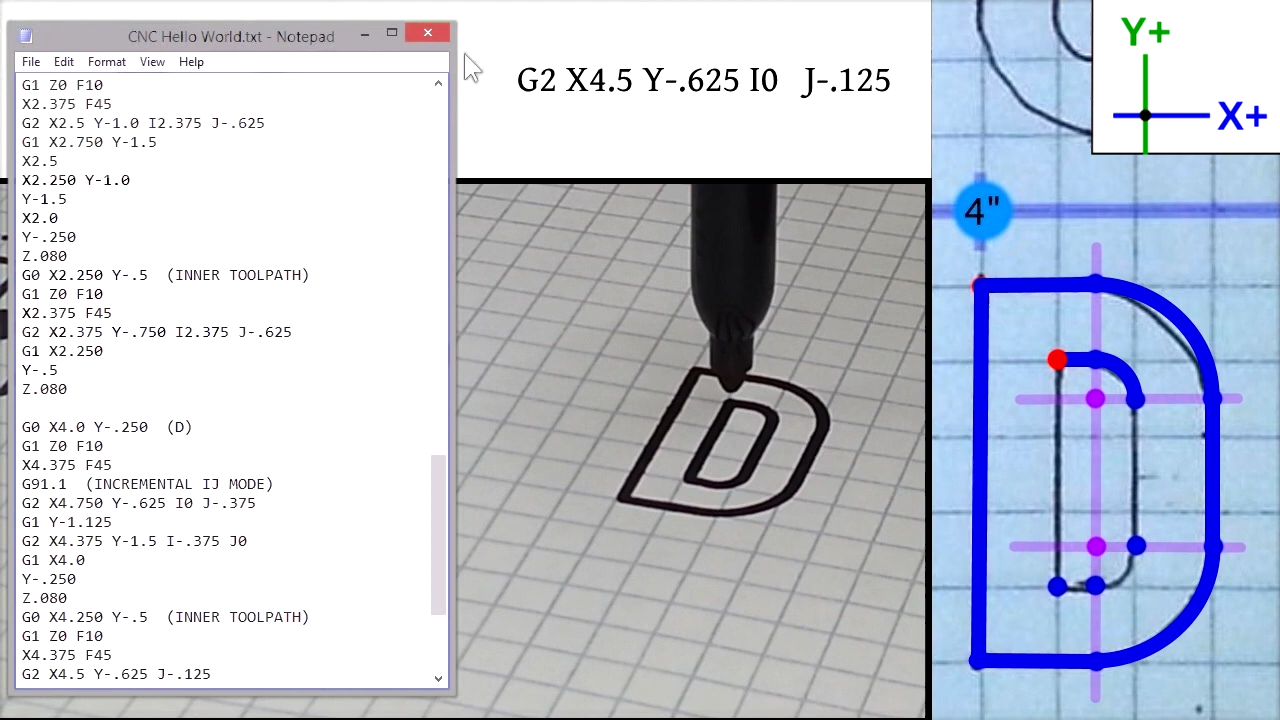 CNC Hello World.txt - Notepad
File Edit Format View Help
G1 Z0 F10
X2.375 F45
G2 X2.5 Y-1.0 I2.375 J-.625
G1 X2.750 Y-1.5
X2.5
X2.250 Y-1.0
Y-1.5
X2.0
Y-.250
Z.080
G0 X2.250 Y-.5  (INNER TOOLPATH)
G1 Z0 F10
X2.375 F45
G2 X2.375 Y-.750 I2.375 J-.625
G1 X2.250
Y-.5
Z.080
G0 X4.0 Y-.250  (D)
G1 Z0 F10
X4.375 F45
G91.1  (INCREMENTAL IJ MODE)
G2 X4.750 Y-.625 I0 J-.375
G1 Y-1.125
G2 X4.375 Y-1.5 I-.375 J0
G1 X4.0
Y-.250
Z.080
G0 X4.250 Y-.5  (INNER TOOLPATH)
G1 Z0 F10
X4.375 F45
G2 X4.5 Y-.625 J-.125
G2 X4.5 Y-.625 I0 J-.125
Y+
X+
4"